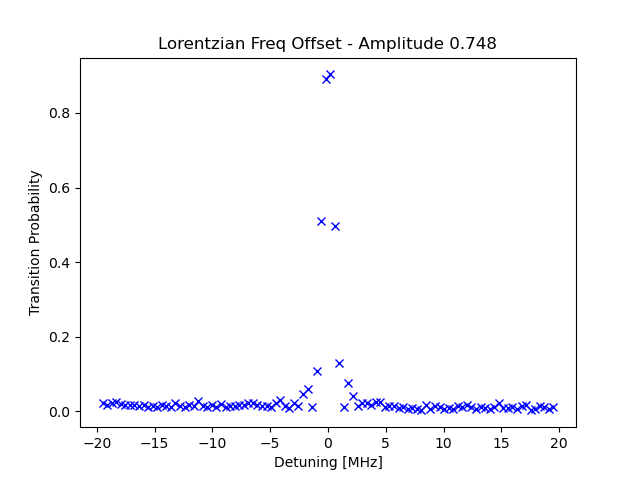 Lorentzian Freq Offset - Amplitude 0.748
Transition Probability
0.8
0.6
0.4
0.2
0.0
−20 −15 −10 −5 0 5 10 15 20
Detuning [MHz]